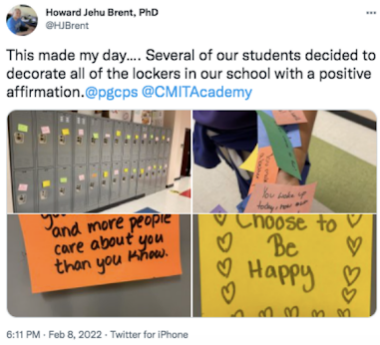 Howard Jehu Brent, PhD
@HJBrent
This made my day.... Several of our students decided to
decorate all of the lockers in our school with a positive
affirmation.@pgcps @CMITAcademy
You
and more people
care about you
than you know.
Choose to
Be
Happy
6:11 PM · Feb 8, 2022 · Twitter for iPhone